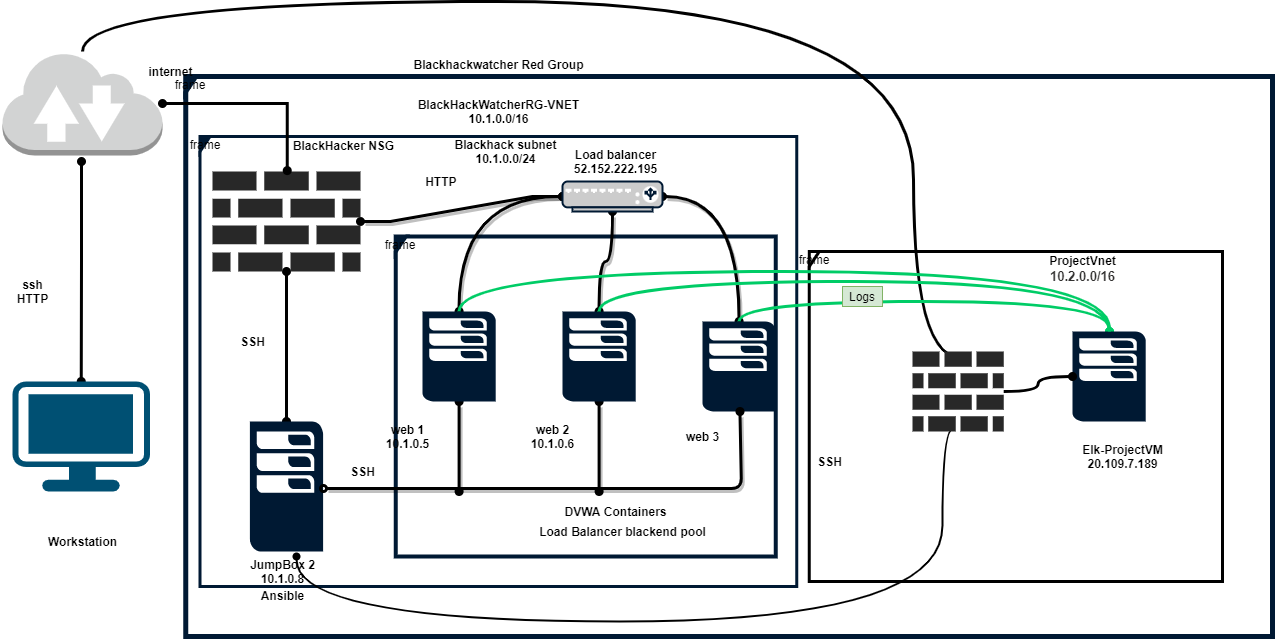 Blackhackwatcher Red Group
internet
frame
BlackHackWatcherRG-VNET
10.1.0.0/16
frame
BlackHacker NSG
Blackhack subnet
10.1.0.0/24
Load balancer
52.152.222.195
HTTP
frame
frame
ProjectVnet
10.2.0.0/16
ssh
HTTP
Logs
SSH
web 1
10.1.0.5
web 2
10.1.0.6
web 3
Elk-ProjectVM
20.109.7.189
SSH
SSH
DVWA Containers
Load Balancer blackend pool
Workstation
JumpBox 2
10.1.0.8
Ansible